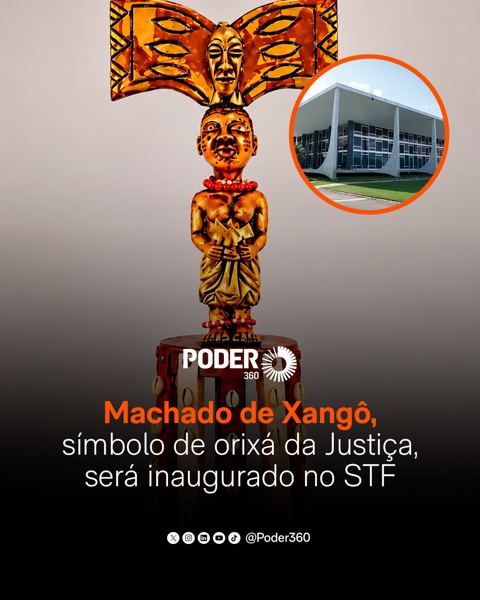 PODER
360
Machado de Xangô,
símbolo de orixá da Justiça,
será inaugurado no STF
@Poder360